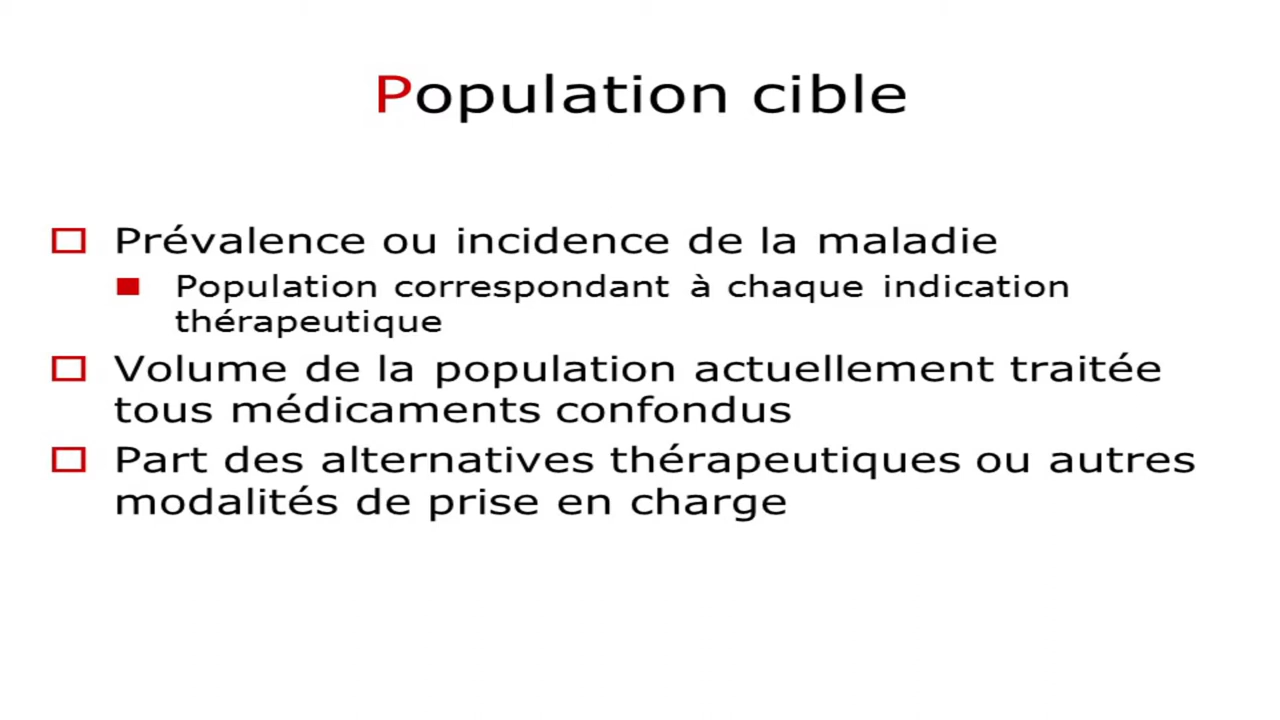 Population cible
Prévalence ou incidence de la maladie
Population correspondant à chaque indication
thérapeutique
Volume de la population actuellement traitée
tous médicaments confondus
Part des alternatives thérapeutiques ou autres
modalités de prise en charge